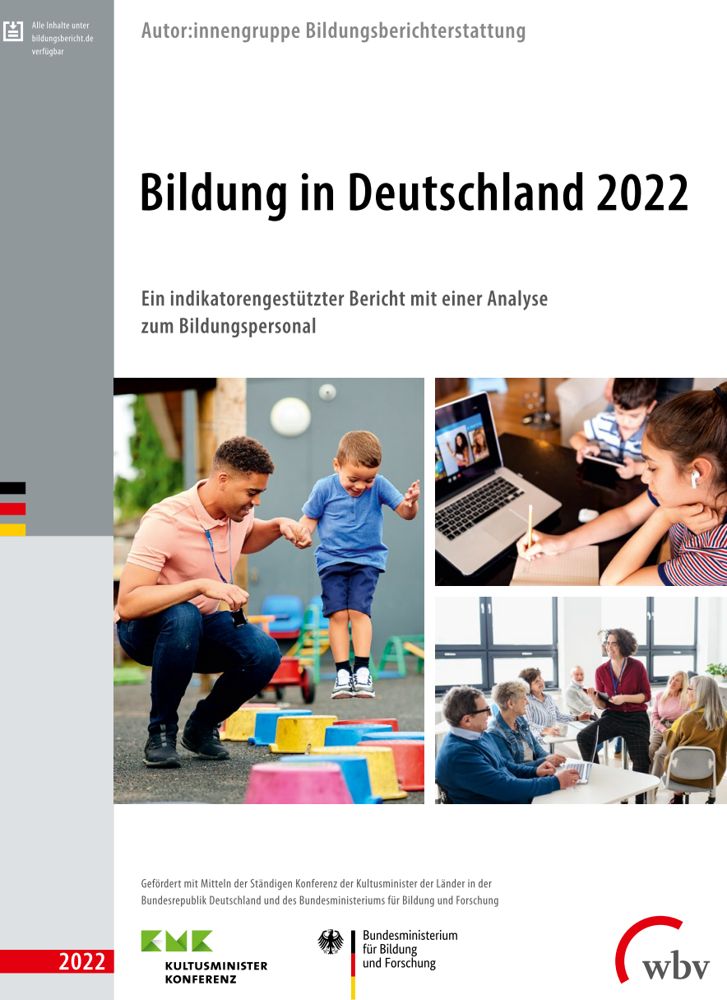 Alle Inhalte unter
bildungsbericht.de
verfügbar
Autor:innengruppe Bildungsberichterstattung
Bildung in Deutschland 2022
Ein indikatorengestützter Bericht mit einer Analyse
zum Bildungspersonal
Gefördert mit Mitteln der Ständigen Konferenz der Kultusminister der Länder in der
Bundesrepublik Deutschland und des Bundesministeriums für Bildung und Forschung
KMK
KULTUSMINISTER
KONFERENZ
Bundesministerium
für Bildung
und Forschung
wbv
2022